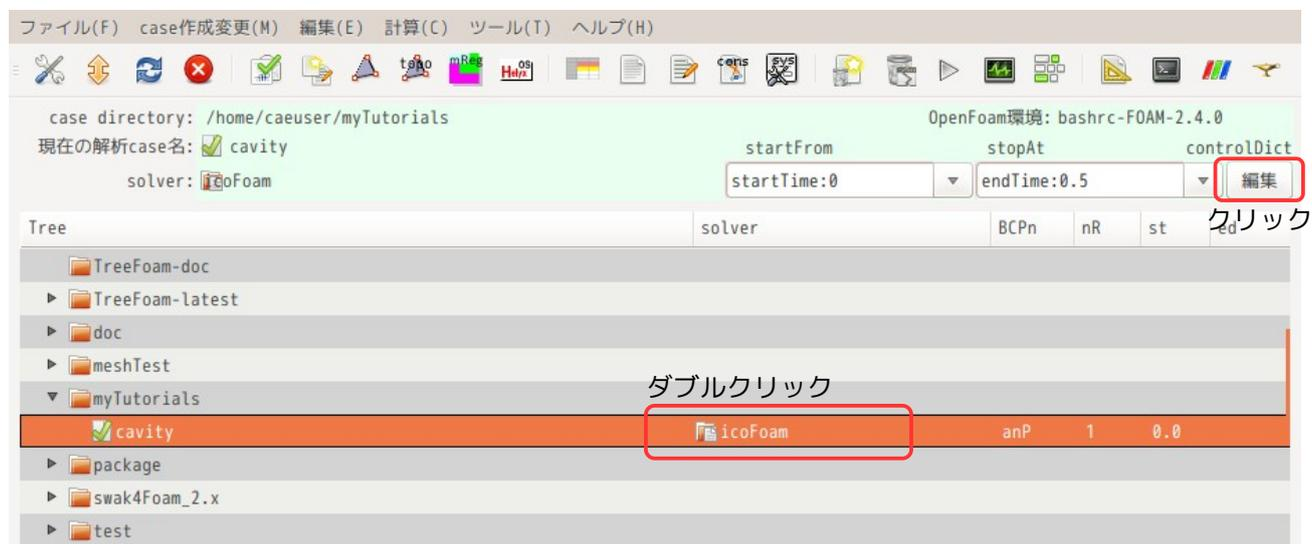 ファイル(F) case作成変更(M) 編集(E) 計算(C) ツール(T) ヘルプ(H)
topo mReg Helyx OS cons sys
case directory: /home/caeuser/myTutorials OpenFoam環境: bashrc-FOAM-2.4.0
現在の解析case名: cavity startFrom stopAt controlDict
solver: icoFoam startTime:0 endTime:0.5 編集
クリック
Tree solver BCPn nR st ed
TreeFoam-doc
TreeFoam-latest
doc
meshTest
ダブルクリック
myTutorials
cavity icoFoam anP 1 0.0
package
swak4Foam_2.x
test